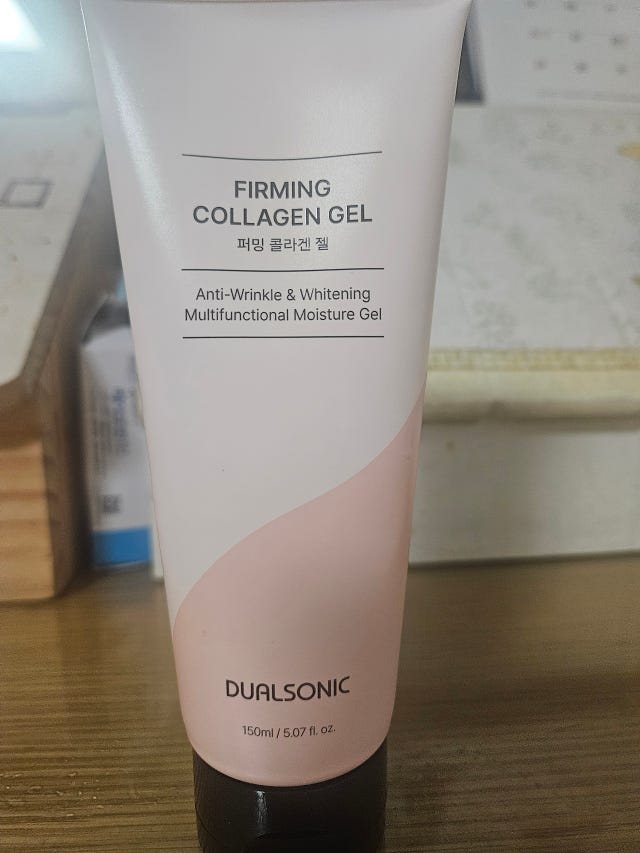 FIRMING
COLLAGEN GEL
퍼밍 콜라겐 젤
Anti-Wrinkle & Whitening
Multifunctional Moisture Gel
DUALSONIC
150ml / 5.07 fl. oz.